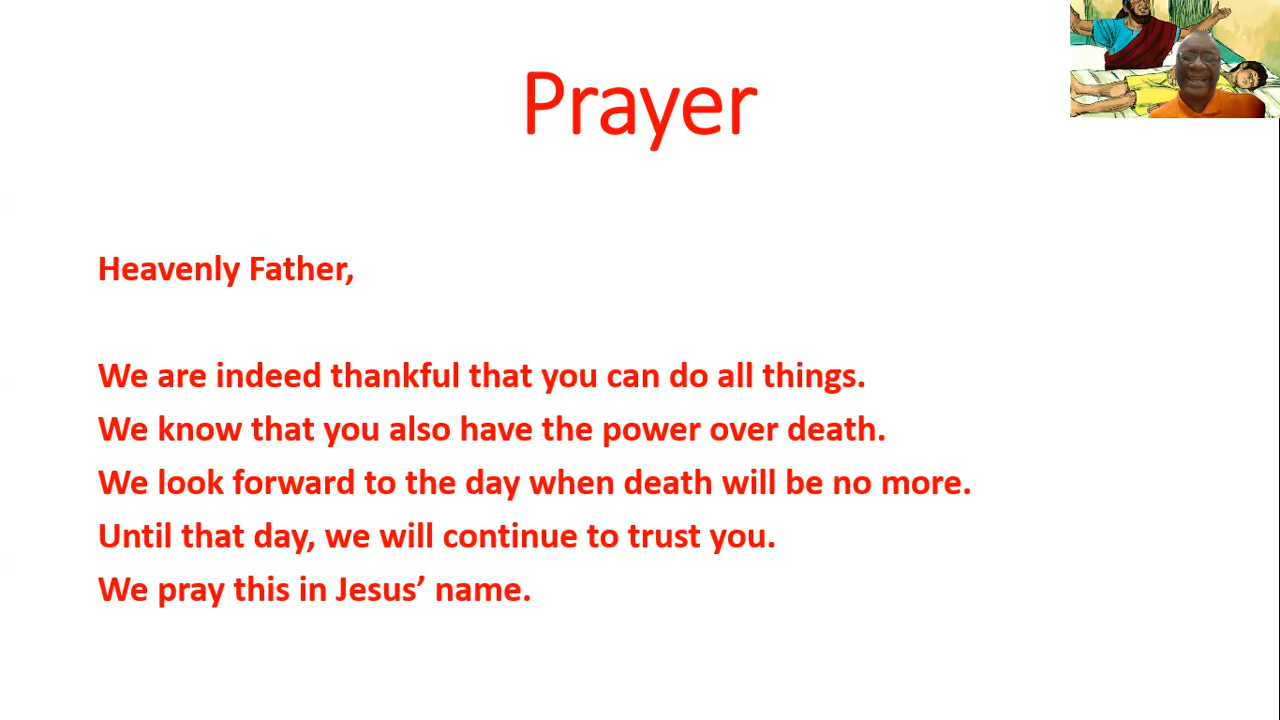 Prayer
Heavenly Father,
We are indeed thankful that you can do all things.
We know that you also have the power over death.
We look forward to the day when death will be no more.
Until that day, we will continue to trust you.
We pray this in Jesus’ name.